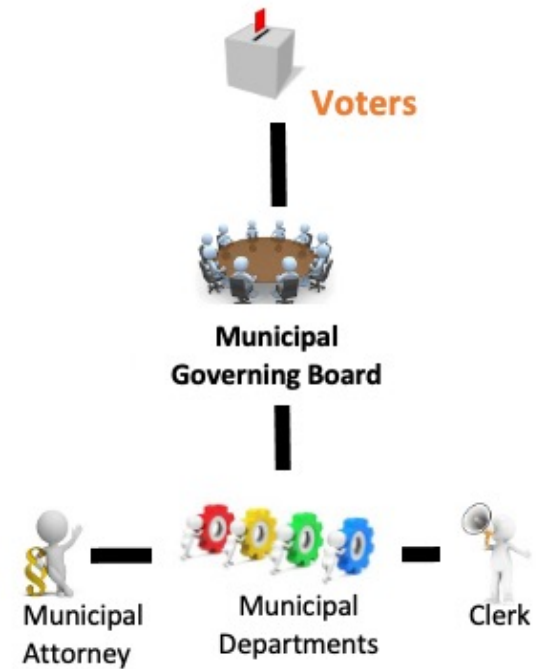 Voters
Municipal
Governing Board
Municipal
Attorney
Municipal
Departments
Clerk